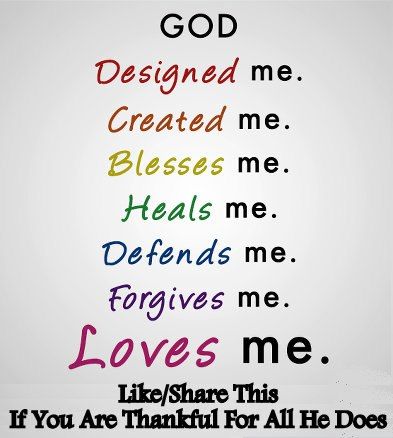 GOD
Designed me.
Created me.
Blesses me.
Heals me.
Defends me.
Forgives me.
Loves me.
Like/Share This
If You Are Thankful For All He Does